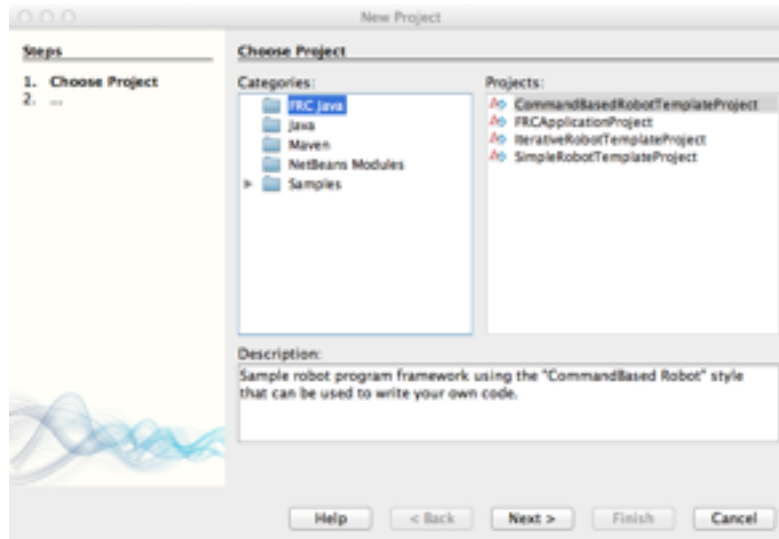 New Project
Steps
1. Choose Project
2. ...
Choose Project
Categories:
FRC Java
Java
Maven
NetBeans Modules
Samples
Projects:
CommandBasedRobotTemplateProject
FRCApplicationProject
IterativeRobotTemplateProject
SimpleRobotTemplateProject
Description:
Sample robot program framework using the "CommandBased Robot" style
that can be used to write your own code.
Help
< Back
Next >
Finish
Cancel